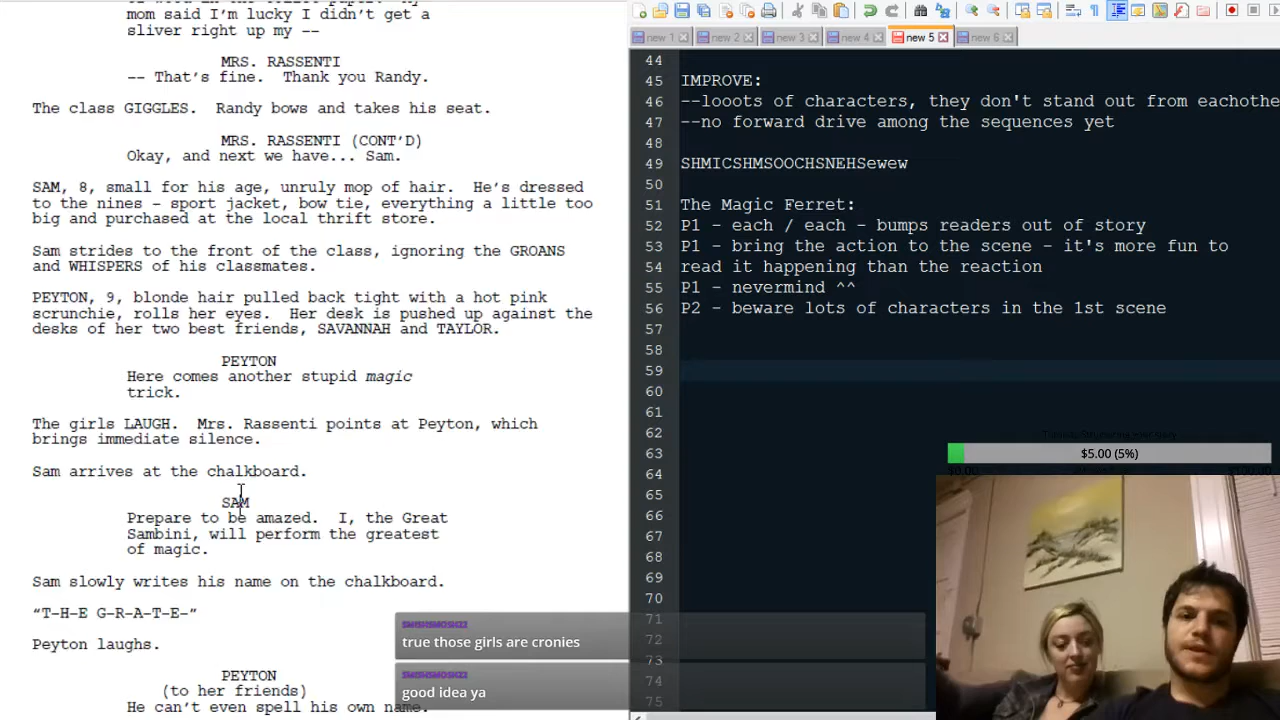 mom said I'm lucky I didn't get a
sliver right up my --
MRS. RASSENTI
-- That's fine.  Thank you Randy.
The class GIGGLES.  Randy bows and takes his seat.
MRS. RASSENTI (CONT'D)
Okay, and next we have... Sam.
SAM, 8, small for his age, unruly mop of hair.  He's dressed
to the nines – sport jacket, bow tie, everything a little too
big and purchased at the local thrift store.
Sam strides to the front of the class, ignoring the GROANS
and WHISPERS of his classmates.
PEYTON, 9, blonde hair pulled back tight with a hot pink
scrunchie, rolls her eyes.  Her desk is pushed up against the
desks of her two best friends, SAVANNAH and TAYLOR.
PEYTON
Here comes another stupid magic
trick.
The girls LAUGH.  Mrs. Rassenti points at Peyton, which
brings immediate silence.
Sam arrives at the chalkboard.
SAM
Prepare to be amazed.  I, the Great
Sambini, will perform the greatest
of magic.
Sam slowly writes his name on the chalkboard.
“T-H-E G-R-A-T-E-”
Peyton laughs.
PEYTON
(to her friends)
He can't even spell his own name.
new 1
new 2
new 3
new 4
new 5
new 6
44
45 IMPROVE:
46 --looots of characters, they don't stand out from eachothe
47 --no forward drive among the sequences yet
48
49 SHMICSHMSOOCHSNEHSewew
50
51 The Magic Ferret:
52 P1 - each / each - bumps readers out of story
53 P1 - bring the action to the scene - it's more fun to
54 read it happening than the reaction
55 P1 - nevermind ^^
56 P2 - beware lots of characters in the 1st scene
57
58
59
60
61
62
63
64
65
66
67
68
69
70
71
72
73
74
75
$5.00 (5%)
true those girls are cronies
good idea ya